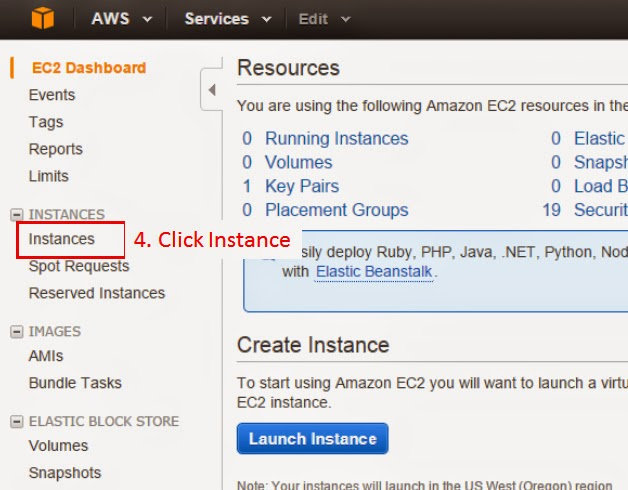 AWS Services Edit
EC2 Dashboard
Events
Tags
Reports
Limits
INSTANCES
Instances
Spot Requests
Reserved Instances
IMAGES
AMIs
Bundle Tasks
ELASTIC BLOCK STORE
Volumes
Snapshots
4. Click Instance
Resources
You are using the following Amazon EC2 resources in the
0 Running Instances
0 Volumes
1 Key Pairs
0 Placement Groups
0 Elastic
0 Snapsh
0 Load B
19 Securit
sily deploy Ruby, PHP, Java, .NET, Python, Nod
with Elastic Beanstalk.
Create Instance
To start using Amazon EC2 you will want to launch a virtu
EC2 instance.
Launch Instance
Note: Your instances will launch in the US West (Oregon) region